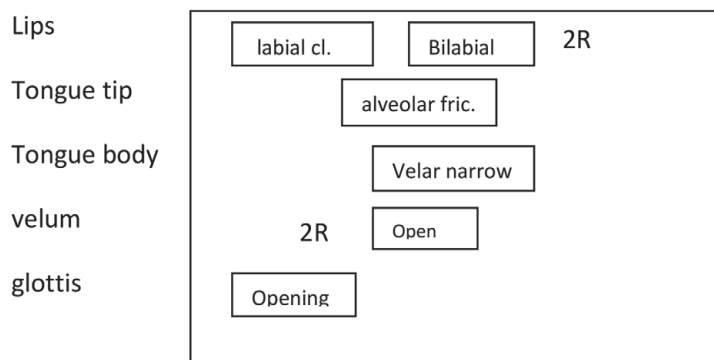 Lips
labial cl.
Bilabial
2R
Tongue tip
alveolar fric.
Tongue body
Velar narrow
velum
2R
Open
glottis
Opening